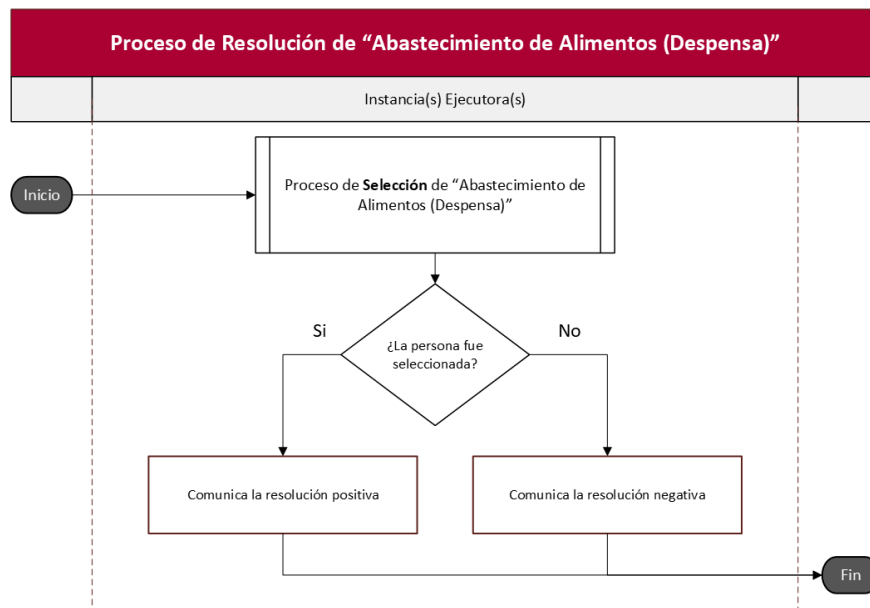 Proceso de Resolución de “Abastecimiento de Alimentos (Despensa)”
Instancia(s) Ejecutora(s)
Inicio
Proceso de Selección de “Abastecimiento de
Alimentos (Despensa)”
¿La persona fue
seleccionada?
Si
No
Comunica la resolución positiva
Comunica la resolución negativa
Fin